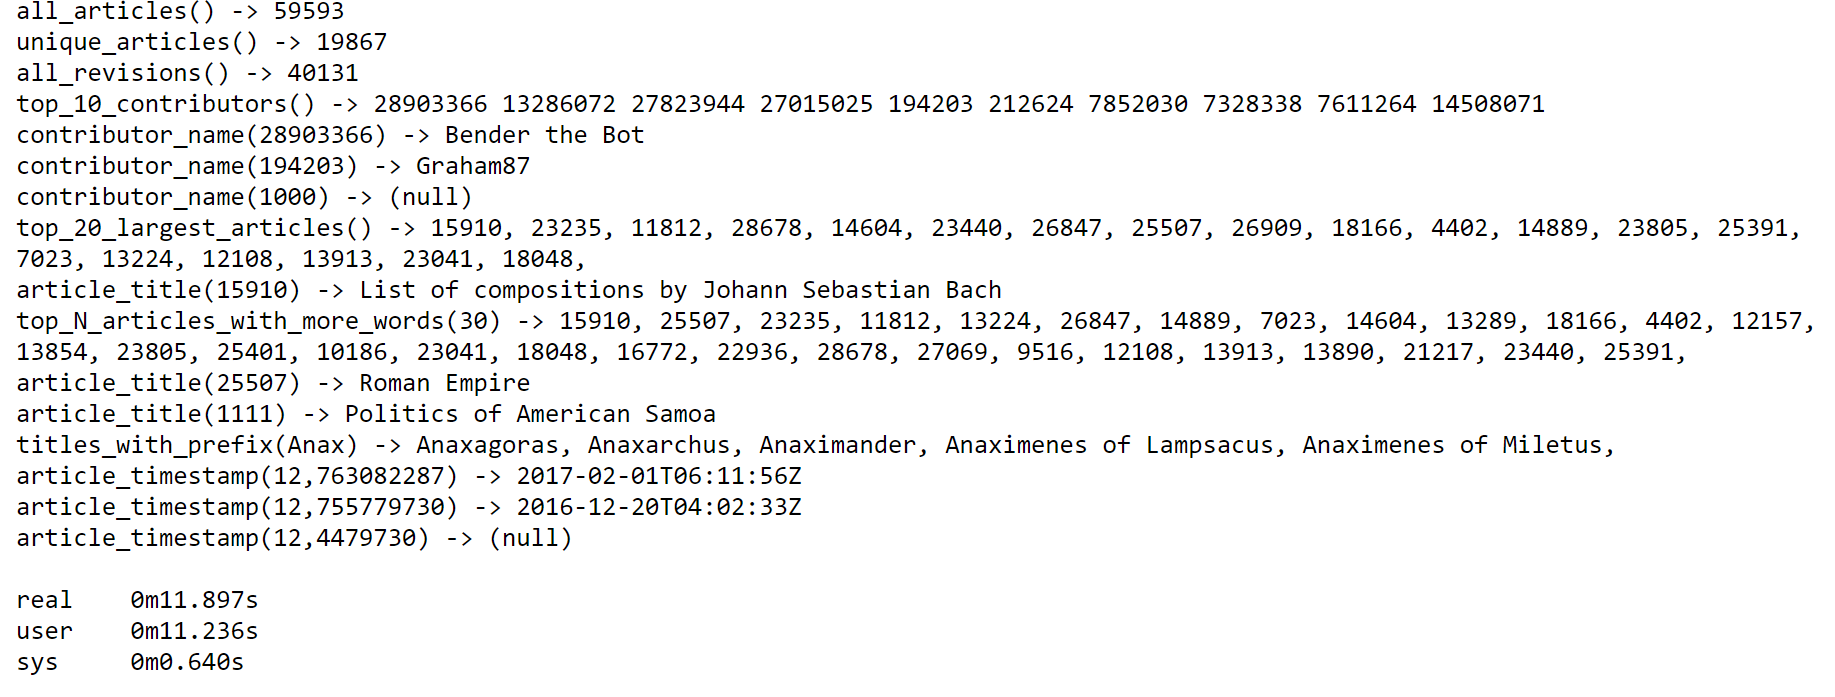 all_articles() -> 59593
unique_articles() -> 19867
all_revisions() -> 40131
top_10_contributors() -> 28903366 13286072 27823944 27015025 194203 212624 7852030 7328338 7611264 14508071
contributor_name(28903366) -> Bender the Bot
contributor_name(194203) -> Graham87
contributor_name(1000) -> (null)
top_20_largest_articles() -> 15910, 23235, 11812, 28678, 14604, 23440, 26847, 25507, 26909, 18166, 4402, 14889, 23805, 25391,
7023, 13224, 12108, 13913, 23041, 18048,
article_title(15910) -> List of compositions by Johann Sebastian Bach
top_N_articles_with_more_words(30) -> 15910, 25507, 23235, 11812, 13224, 26847, 14889, 7023, 14604, 13289, 18166, 4402, 12157,
13854, 23805, 25401, 10186, 23041, 18048, 16772, 22936, 28678, 27069, 9516, 12108, 13913, 13890, 21217, 23440, 25391,
article_title(25507) -> Roman Empire
article_title(1111) -> Politics of American Samoa
titles_with_prefix(Anax) -> Anaxagoras, Anaxarchus, Anaximander, Anaximenes of Lampsacus, Anaximenes of Miletus,
article_timestamp(12,763082287) -> 2017-02-01T06:11:56Z
article_timestamp(12,755779730) -> 2016-12-20T04:02:33Z
article_timestamp(12,4479730) -> (null)
real 0m11.897s
user 0m11.236s
sys 0m0.640s